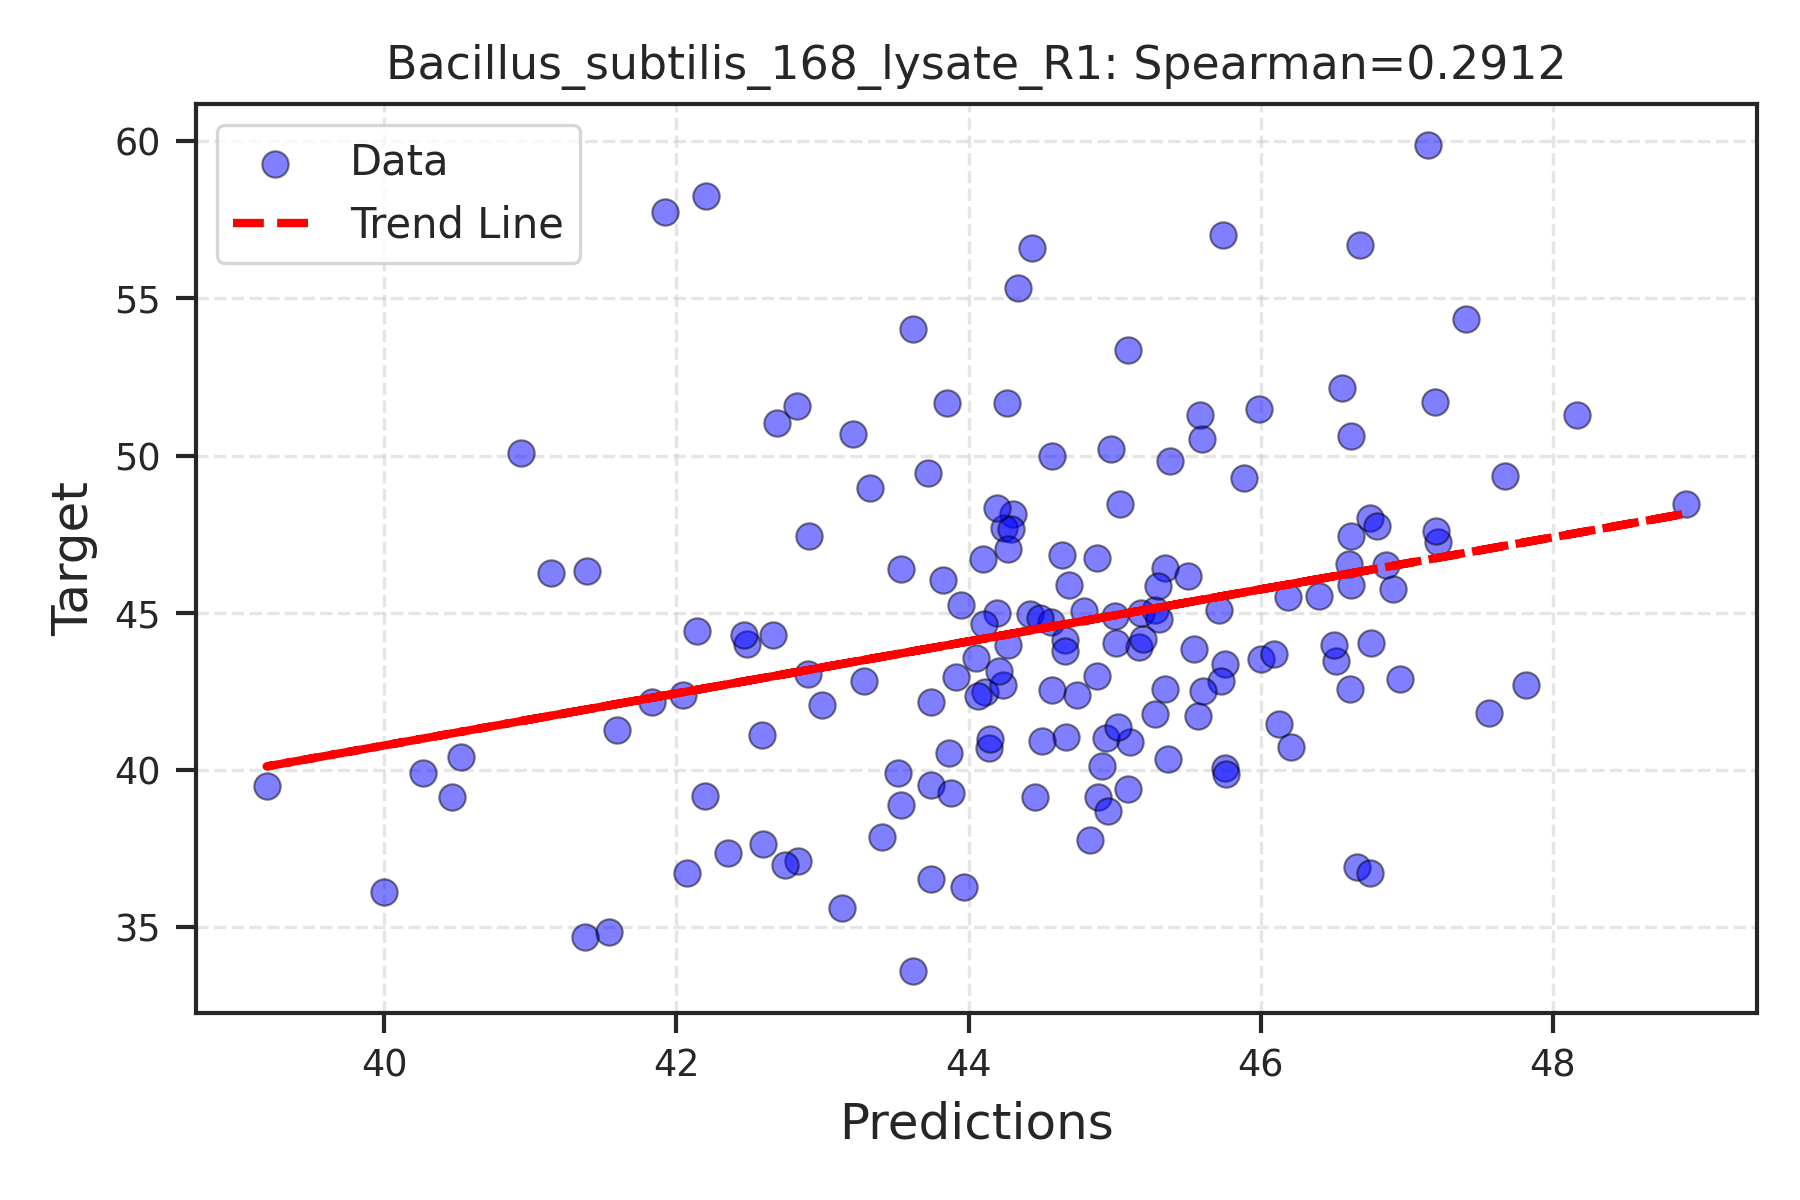 Bacillus_subtilis_168_lysate_R1: Spearman=0.2912
Data
Trend Line
60
55
50
45
40
35
Target
40
42
44
46
48
Predictions